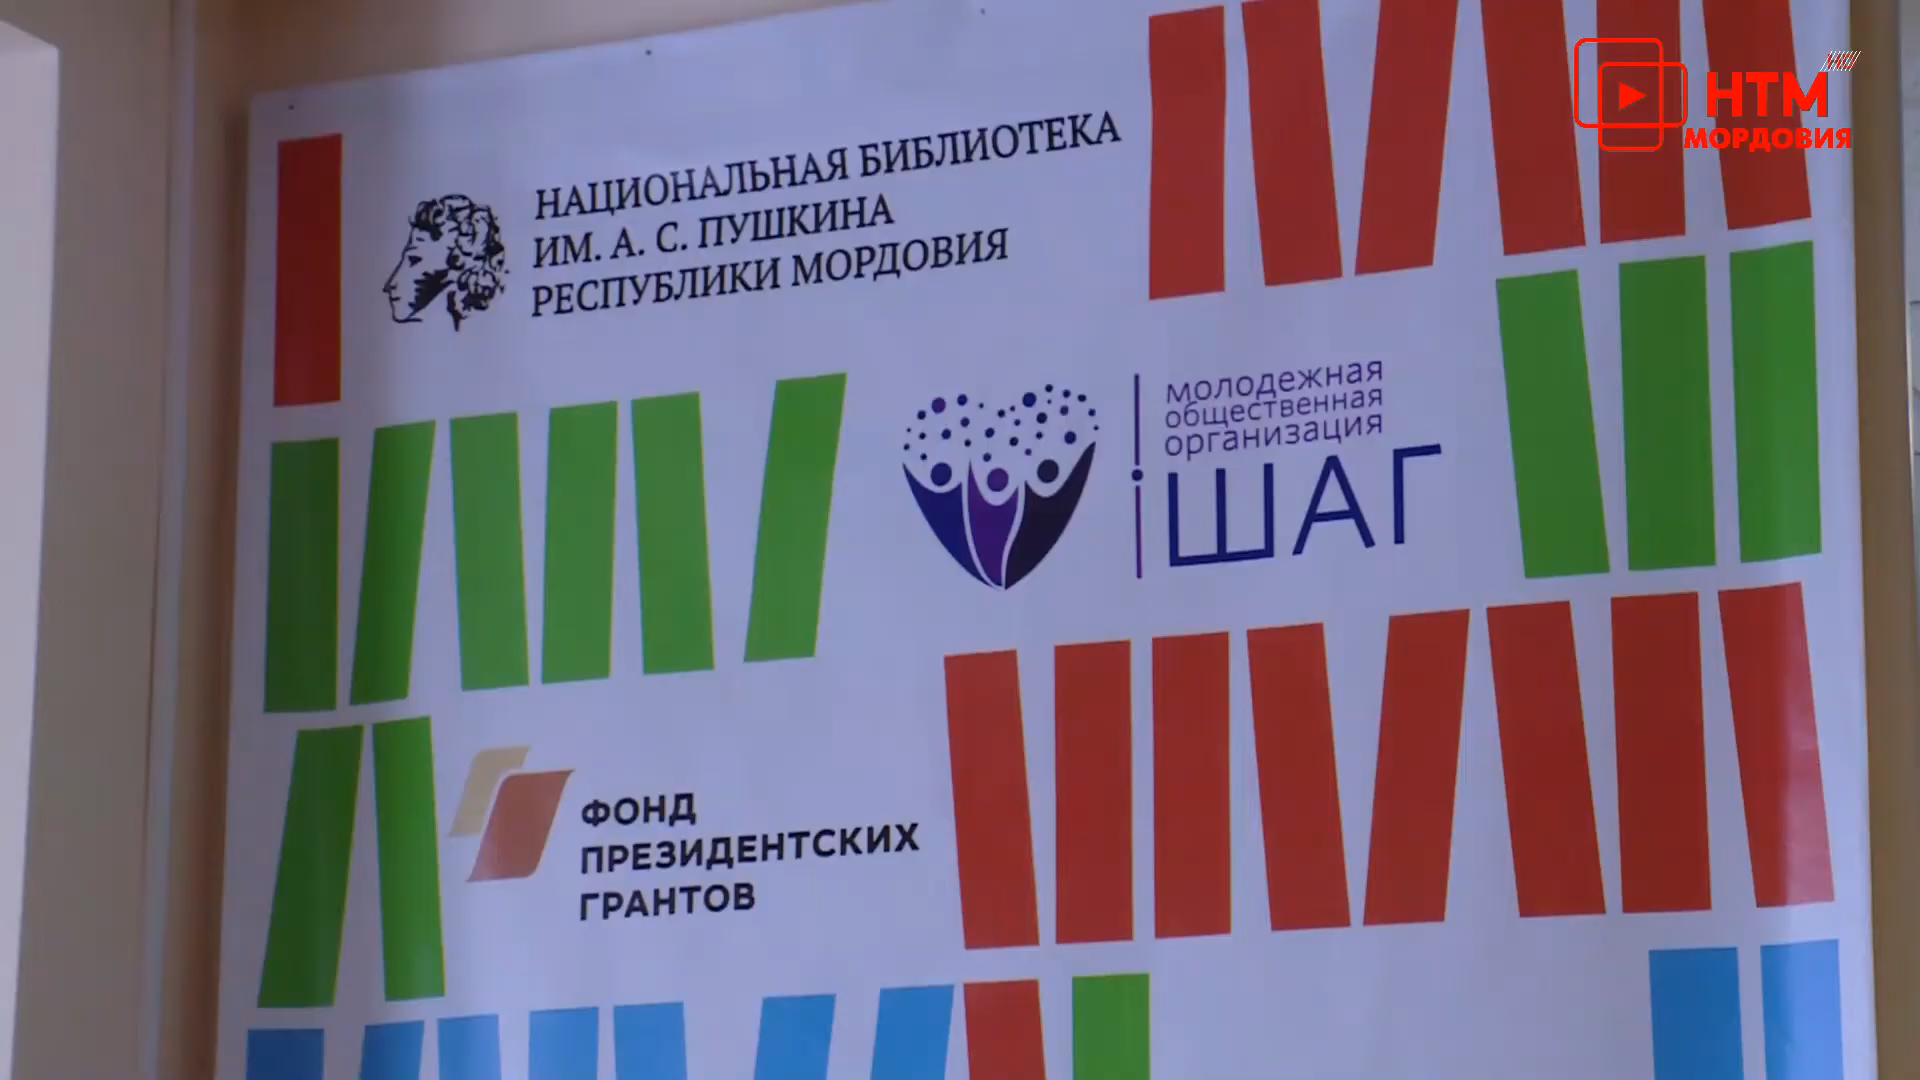 НТМ
МОРДОВИЯ
НАЦИОНАЛЬНАЯ БИБЛИОТЕКА
ИМ. А. С. ПУШКИНА
РЕСПУБЛИКИ МОРДОВИЯ
молодежная
общественная
организация
ШАГ
ФОНД
ПРЕЗИДЕНТСКИХ
ГРАНТОВ